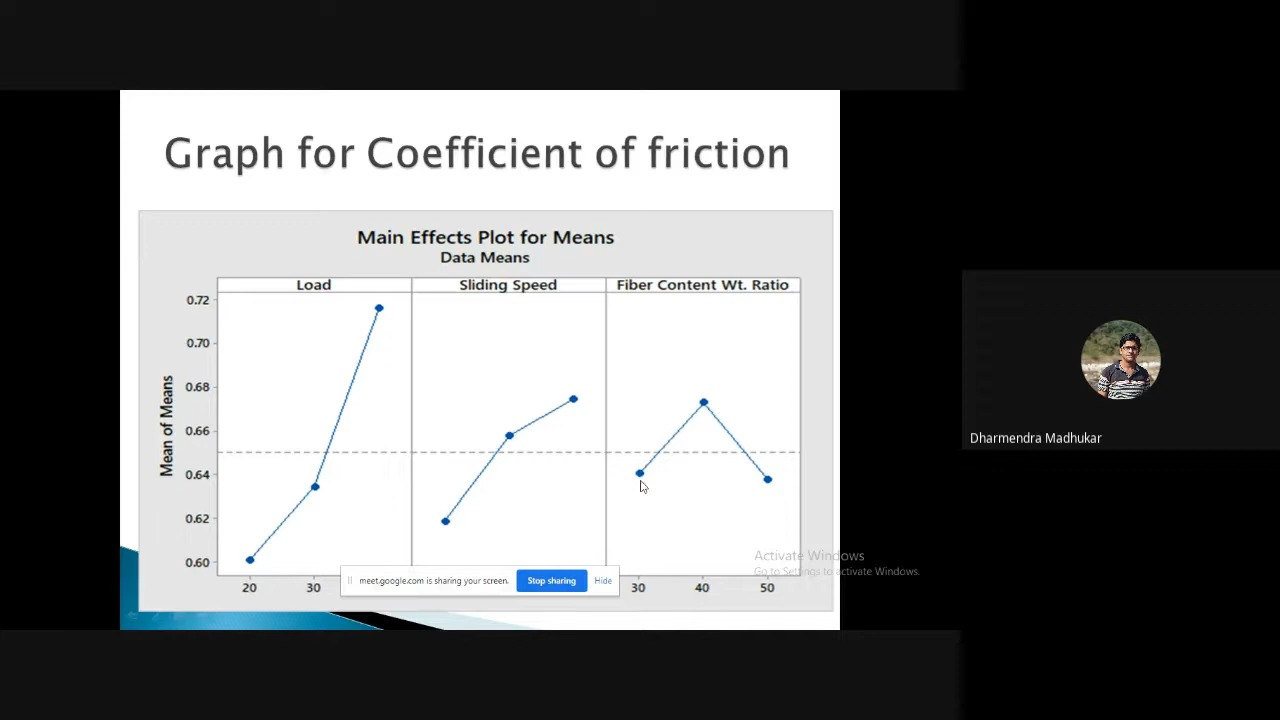 Graph for Coefficient of friction
Main Effects Plot for Means
Data Means
Load Sliding Speed Fiber Content Wt. Ratio
Mean of Means
0.72
0.70
0.68
0.66
0.64
0.62
0.60
20 30 30 40 50
meet.google.com is sharing your screen. Stop sharing Hide
Activate Windows
Go to Settings to activate Windows.
Dharmendra Madhukar